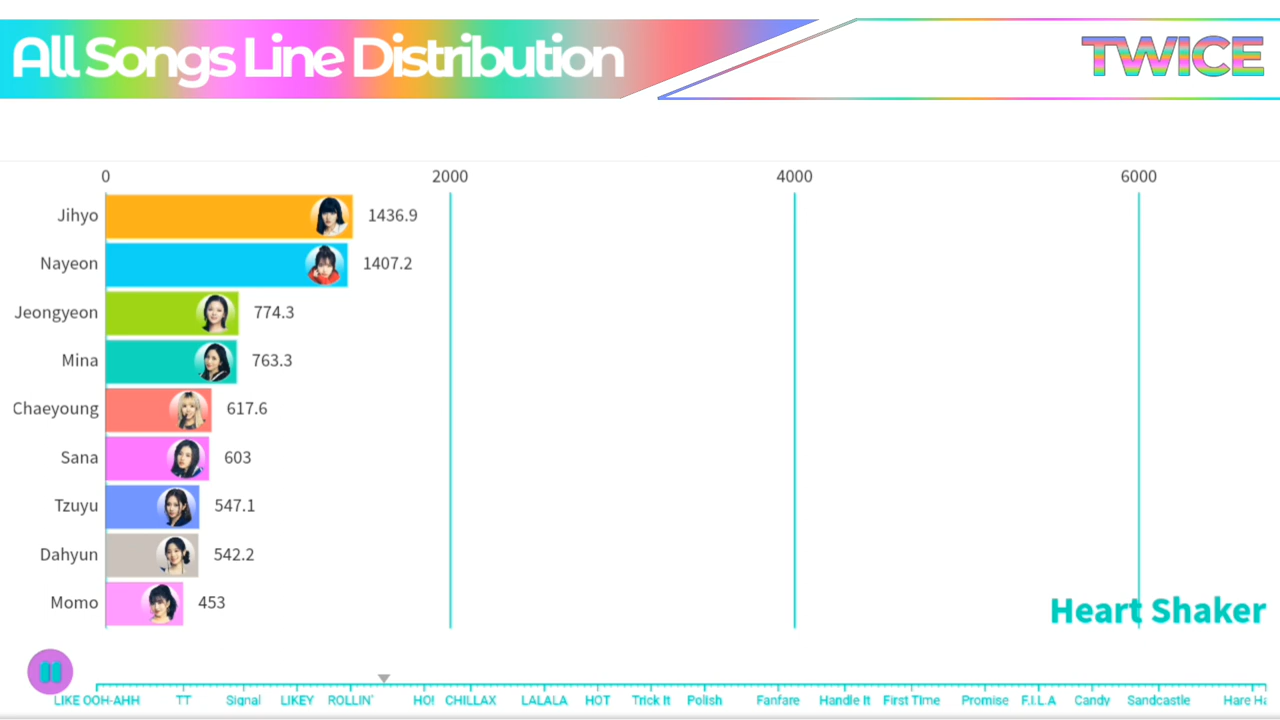 All Songs Line Distribution
TWICE
0 2000 4000 6000
Jihyo 1436.9
Nayeon 1407.2
Jeongyeon 774.3
Mina 763.3
Chaeyoung 617.6
Sana 603
Tzuyu 547.1
Dahyun 542.2
Momo 453
Heart Shaker
LIKE OOH-AHH TT Signal LIKEY ROLLIN' HO! CHILLAX LALALA HOT Trick It Polish Fanfare Handle It First Time Promise F.I.L.A Candy Sandcastle Hare Ha